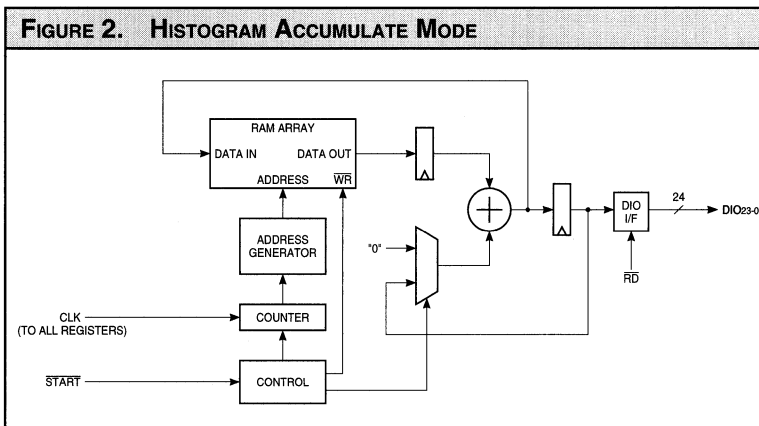 FIGURE 2. HISTOGRAM ACCUMULATE MODE
RAM ARRAY
DATA IN DATA OUT
ADDRESS WR
24
DIO
I/F
DIO23-0
ADDRESS
GENERATOR
"0"
RD
CLK
(TO ALL REGISTERS)
COUNTER
START
CONTROL